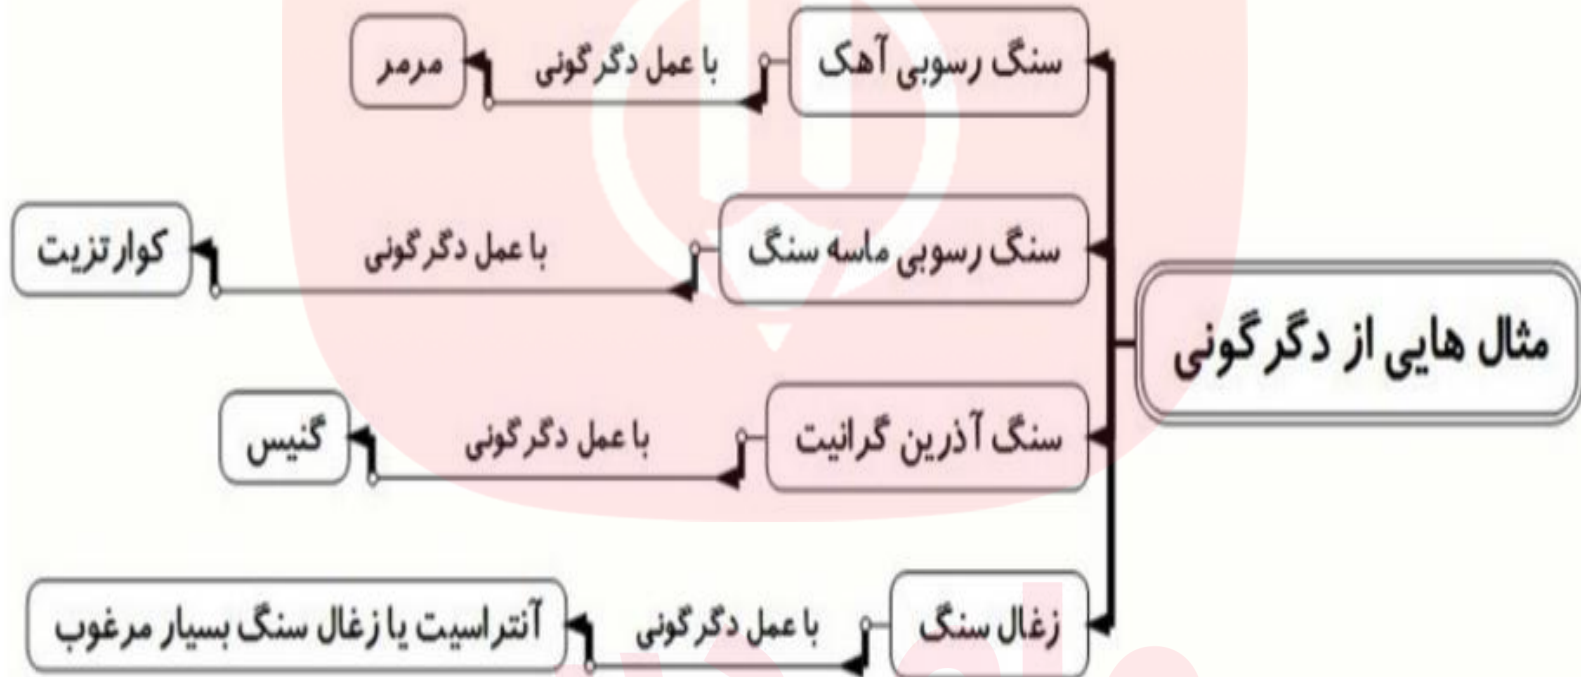 مثال هایی از دگرگونی
سنگ رسوبی آهک
با عمل دگرگونی
مرمر
سنگ رسوبی ماسه سنگ
با عمل دگرگونی
کوارتزیت
سنگ آذرین گرانیت
با عمل دگرگونی
گنیس
زغال سنگ
با عمل دگرگونی
آنتراسیت یا زغال سنگ بسیار مرغوب